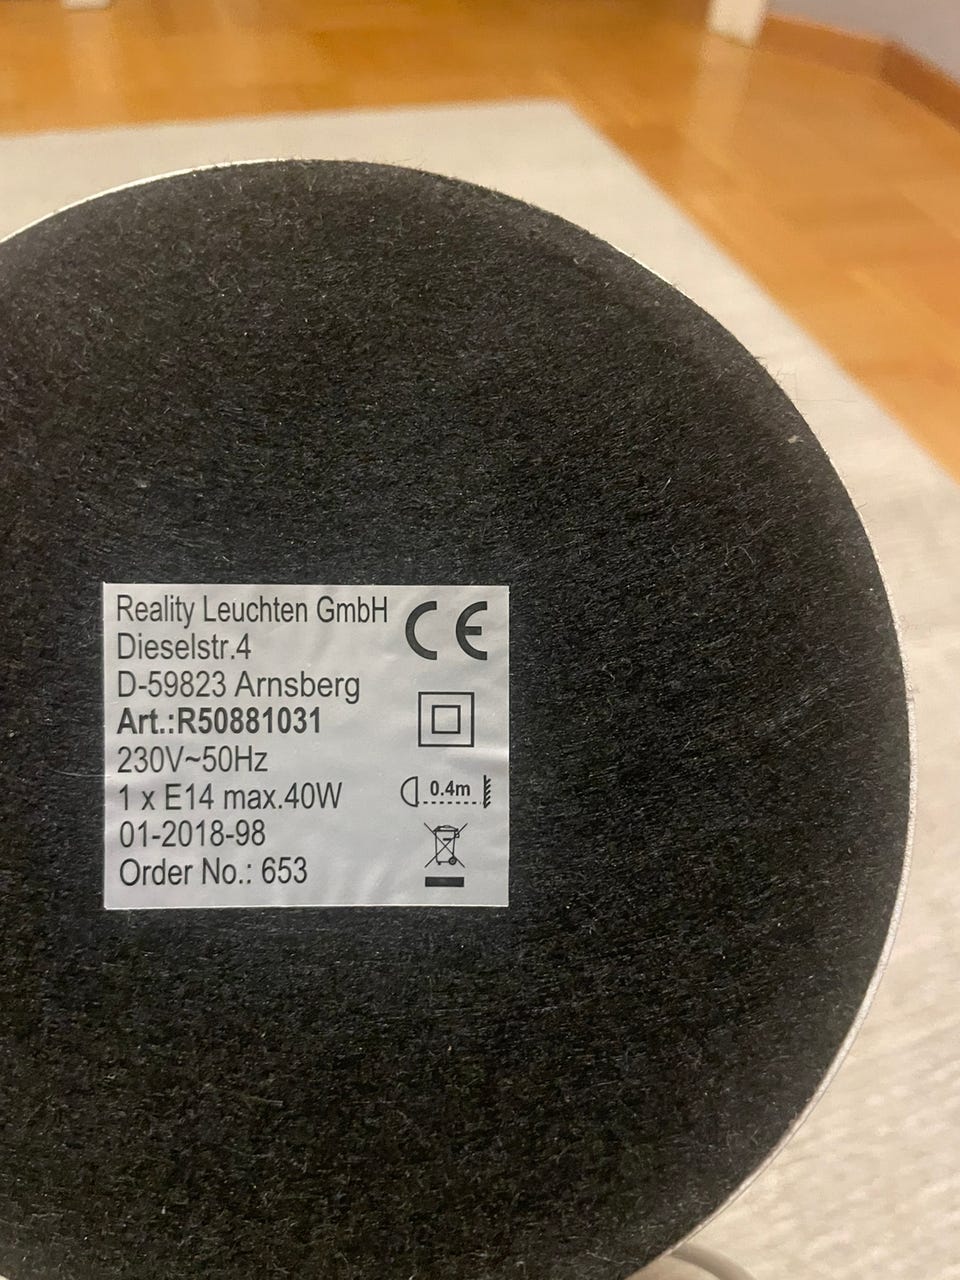 Reality Leuchten GmbH
Dieselstr.4
D-59823 Arnsberg
Art.:R50881031
230V~50Hz
1 x E14 max.40W
01-2018-98
Order No.: 653
CE
0.4m